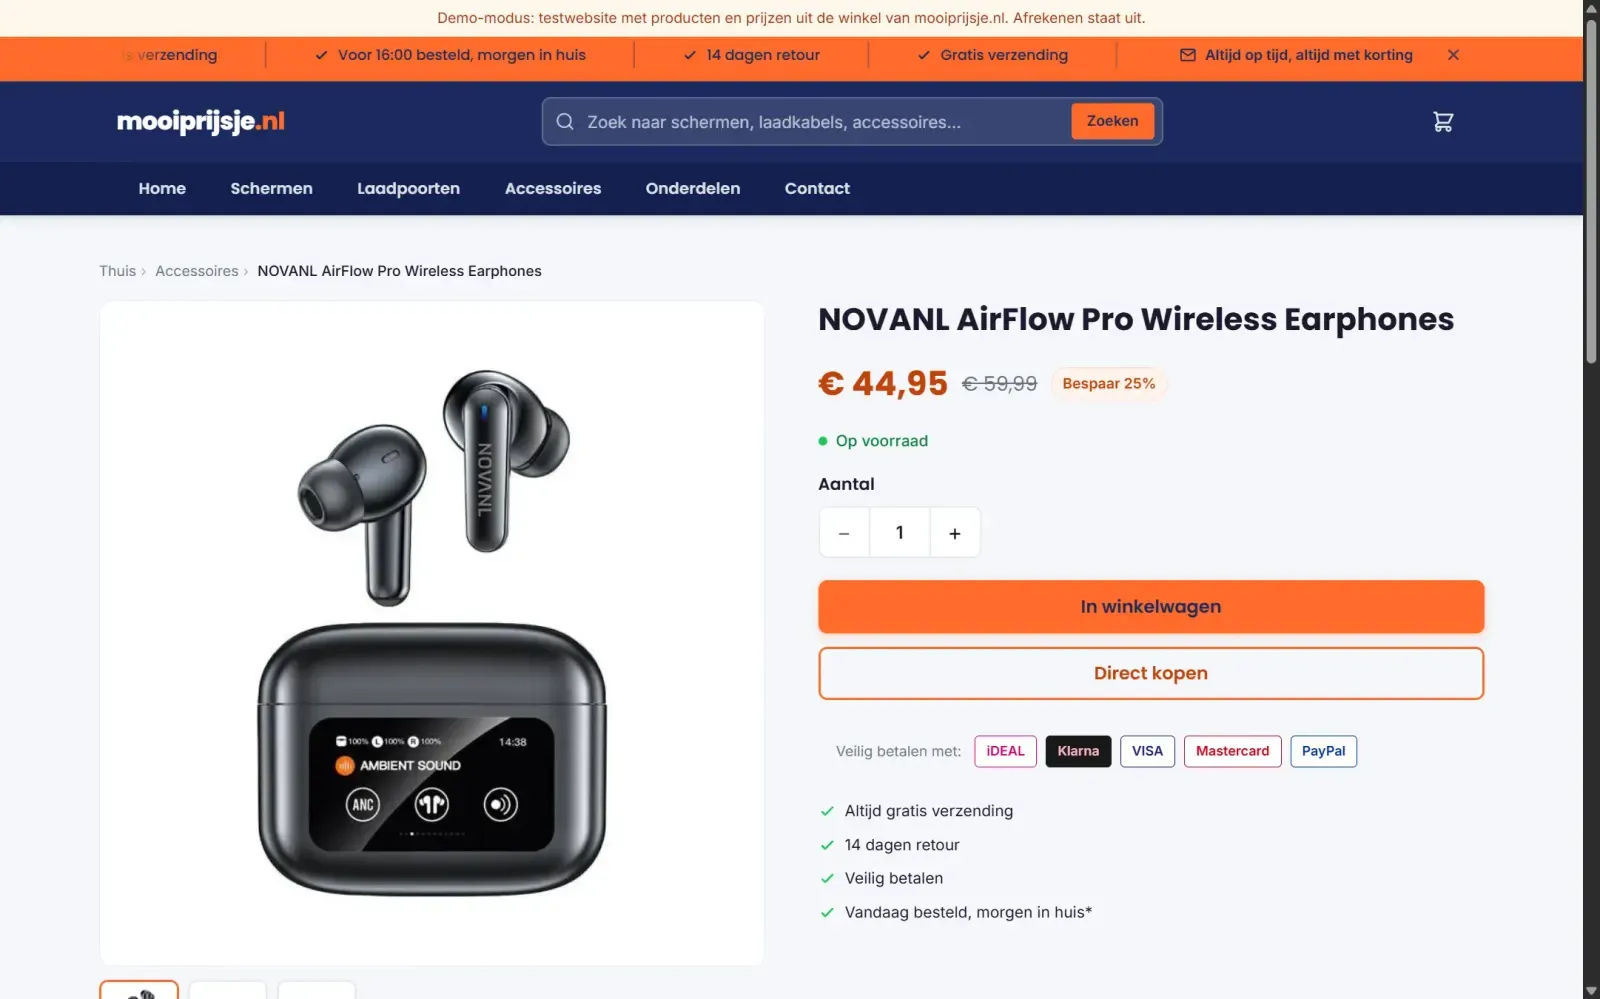 Demo-modus: testwebsite met producten en prijzen uit de winkel van mooiprijsje.nl. Afrekenen staat uit.
verzending
Voor 16:00 besteld, morgen in huis
14 dagen retour
Gratis verzending
Altijd op tijd, altijd met korting
mooiprijsje.nl
Zoek naar schermen, laadkabels, accessoires...
Zoeken
Home
Schermen
Laadpoorten
Accessoires
Onderdelen
Contact
Thuis › Accessoires › NOVANL AirFlow Pro Wireless Earphones
NOVANL
100% L 100% R 100%
14:38
AMBIENT SOUND
ANC
NOVANL AirFlow Pro Wireless Earphones
€ 44,95 € 59,99 Bespaar 25%
Op voorraad
Aantal
− 1 +
In winkelwagen
Direct kopen
Veilig betalen met: iDEAL Klarna VISA Mastercard PayPal
Altijd gratis verzending
14 dagen retour
Veilig betalen
Vandaag besteld, morgen in huis*